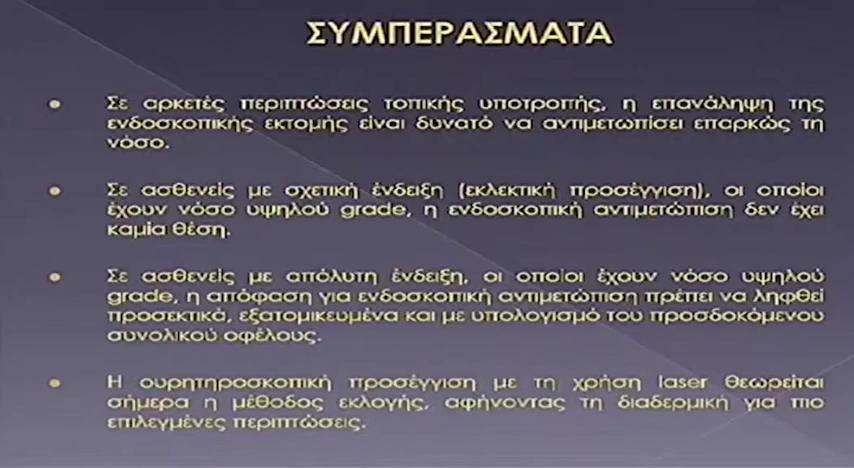 ΣΥΜΠΕΡΑΣΜΑΤΑ
• Σε αρκετές περιπτώσεις τοπικής υποτροπής, η επανάληψη της
ενδοσκοπικής εκτομής είναι δυνατό να αντιμετωπίσει επαρκώς τη
νόσο.
• Σε ασθενείς με σχετική ένδειξη (εκλεκτική προσέγγιση), οι οποίοι
έχουν νόσο υψηλού grade, η ενδοσκοπική αντιμετώπιση δεν έχει
καμία θέση.
• Σε ασθενείς με απόλυτη ένδειξη, οι οποίοι έχουν νόσο υψηλού
grade, η απόφαση για ενδοσκοπική αντιμετώπιση πρέπει να ληφθεί
προσεκτικά, εξατομικευμένα και με υπολογισμό του προσδοκόμενου
συνολικού οφέλους.
• Η ουρητηροσκοπική προσέγγιση με τη χρήση laser θεωρείται
σήμερα η μέθοδος εκλογής, αφήνοντας τη διαδερμική για πιο
επιλεγμένες περιπτώσεις.